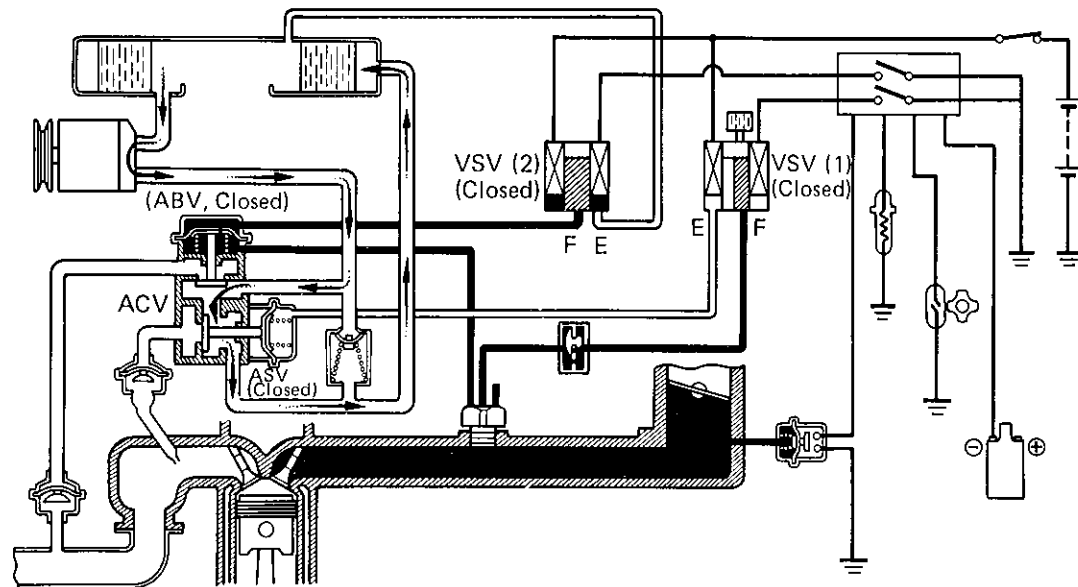 VSV (2)
(Closed)
VSV (1)
(Closed)
(ABV, Closed)
F E
E F
ACV
ASV
(Closed)
⊖ ⊕